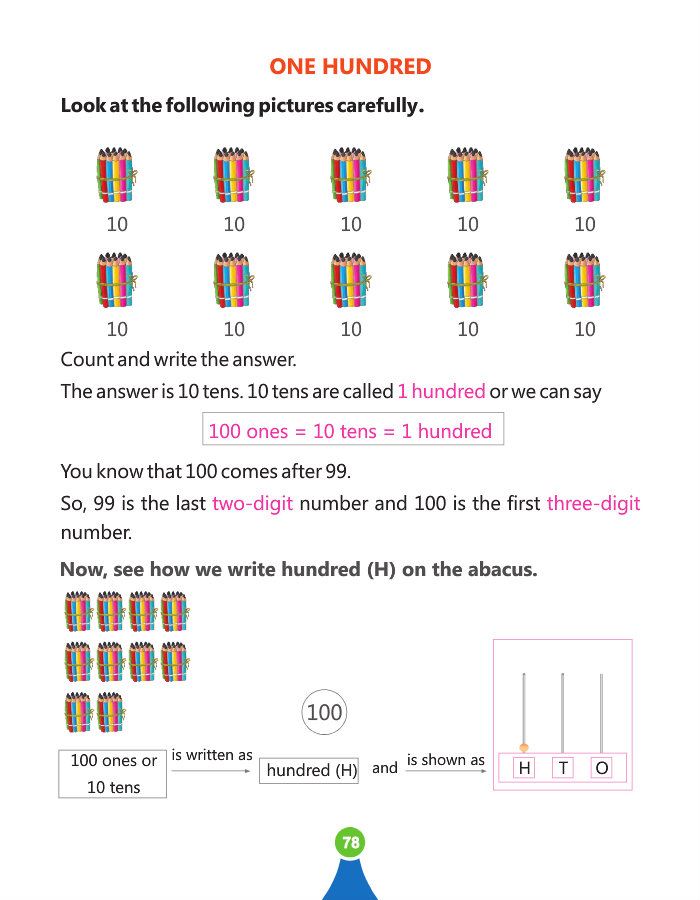 ONE HUNDRED
Look at the following pictures carefully.
10 10 10 10 10
10 10 10 10 10
Count and write the answer.
The answer is 10 tens. 10 tens are called 1 hundred or we can say
100 ones = 10 tens = 1 hundred
You know that 100 comes after 99.
So, 99 is the last two-digit number and 100 is the first three-digit
number.
Now, see how we write hundred (H) on the abacus.
100
100 ones or
10 tens
is written as
hundred (H)
and
is shown as
H T O
78